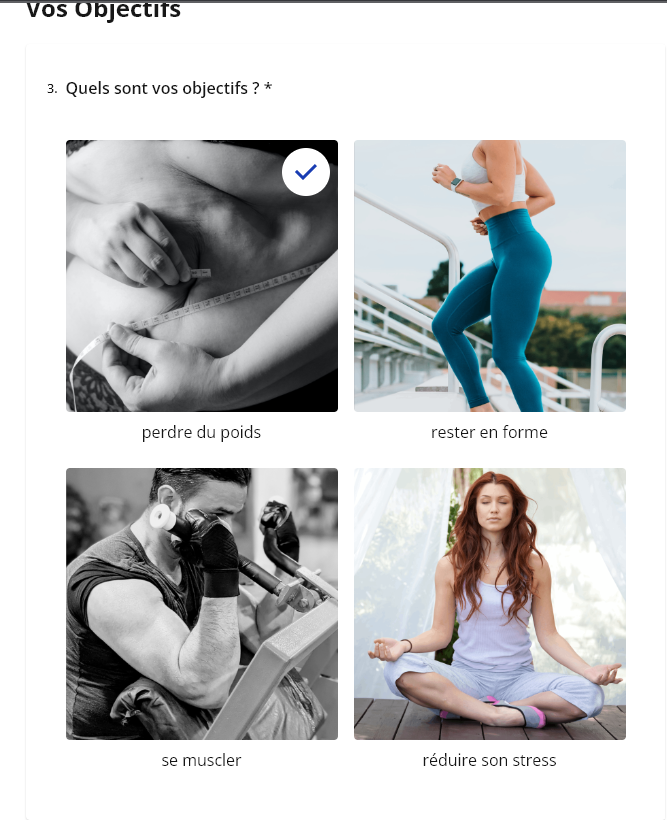 Vos Objectifs
3. Quels sont vos objectifs ? *
perdre du poids
rester en forme
se muscler
réduire son stress